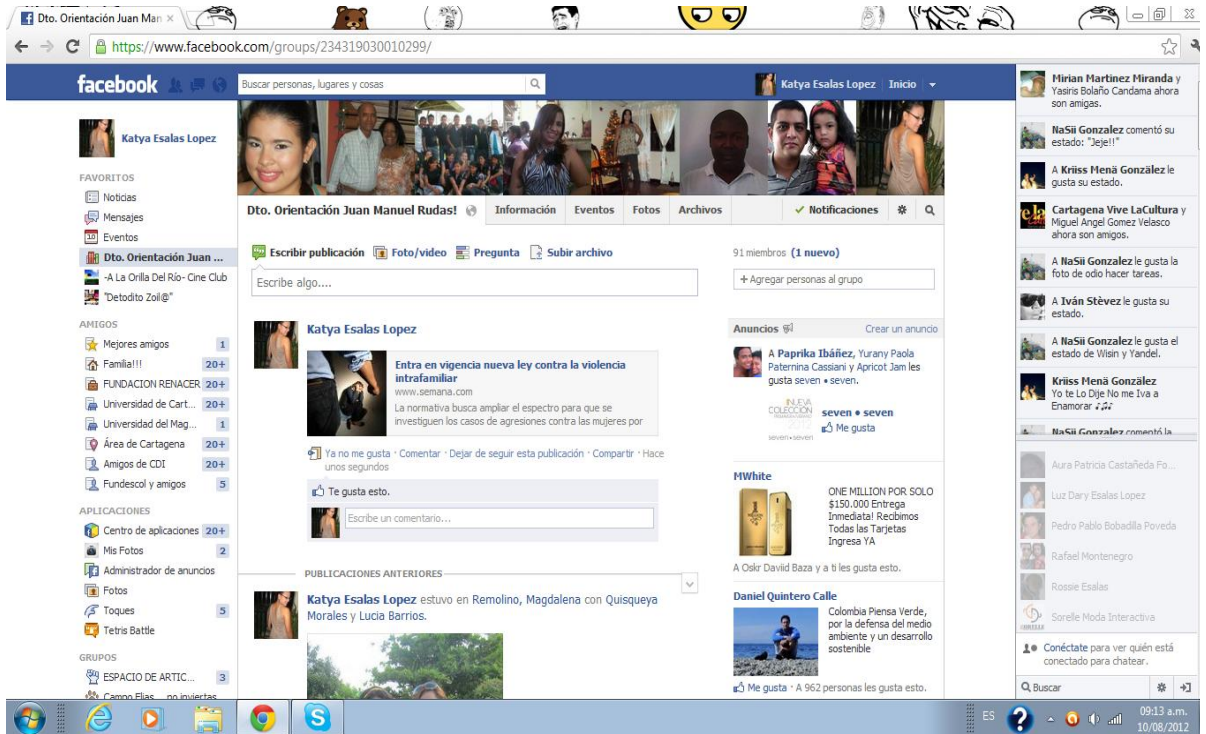 Dto. Orientación Juan Man
https://www.facebook.com/groups/234319030010299/
facebook
Buscar personas, lugares y cosas
Katya Esalas Lopez
Inicio
Katya Esalas Lopez
FAVORITOS
Noticias
Mensajes
Eventos
Dto. Orientación Juan ...
-A La Orilla Del Río- Cine Club
"Detodito Zoil@"
AMIGOS
Mejores amigos 1
Familia!!! 20+
FUNDACION RENACER 20+
Universidad de Cart... 20+
Universidad del Mag... 1
Área de Cartagena 20+
Amigos de CDI 20+
Fundescol y amigos 5
APLICACIONES
Centro de aplicaciones 20+
Mis Fotos 2
Administrador de anuncios
Fotos
Toques 5
Tetris Battle
GRUPOS
ESPACIO DE ARTIC... 3
Campo Elias... no inviertas
Dto. Orientación Juan Manuel Rudas!
Información
Eventos
Fotos
Archivos
Notificaciones
Escribir publicación
Foto/video
Pregunta
Subir archivo
Escribe algo....
91 miembros (1 nuevo)
+ Agregar personas al grupo
Katya Esalas Lopez
Entra en vigencia nueva ley contra la violencia
intrafamiliar
www.semana.com
La normativa busca ampliar el espectro para que se
investiguen los casos de agresiones contra las mujeres por
Ya no me gusta · Comentar · Dejar de seguir esta publicación · Compartir · Hace
unos segundos
Te gusta esto.
Escribe un comentario...
PUBLICACIONES ANTERIORES
Katya Esalas Lopez estuvo en Remolino, Magdalena con Quisqueya
Morales y Lucia Barrios.
Anuncios
Crear un anuncio
A Paprika Ibáñez, Yurany Paola
Paternina Cassiani y Apricot Jam les
gusta seven • seven.
NUEVA
COLECCIÓN
2012
seven•seven
seven • seven
Me gusta
MWhite
ONE MILLION POR SOLO
$150.000 Entrega
Inmediata! Recibimos
Todas las Tarjetas
Ingresa YA
A Oskr Daviid Baza y a ti les gusta esto.
Daniel Quintero Calle
Colombia Piensa Verde,
por la defensa del medio
ambiente y un desarrollo
sostenible
Me gusta · A 962 personas les gusta esto.
Mirian Martinez Miranda y
Yasiris Bolaño Candama ahora
son amigas.
NaSii Gonzalez comentó su
estado: "Jeje!!"
A Kriiss Menä Gonzälez le
gusta su estado.
Cartagena Vive LaCultura y
Miguel Angel Gomez Velasco
ahora son amigos.
A NaSii Gonzalez le gusta la
foto de odio hacer tareas.
A Iván Stèvez le gusta su
estado.
A NaSii Gonzalez le gusta el
estado de Wisin y Yandel.
Kriiss Menä Gonzälez
Yo te Lo Dije No me Iva a
Enamorar
NaSii Gonzalez comentó la
Aura Patricia Castañeda Fo...
Luz Dary Esalas Lopez
Pedro Pablo Bobadilla Poveda
Rafael Montenegro
Rossie Esalas
Sorelle Moda Interactiva
Conéctate para ver quién está
conectado para chatear.
Buscar
ES
09:13 a.m.
10/08/2012